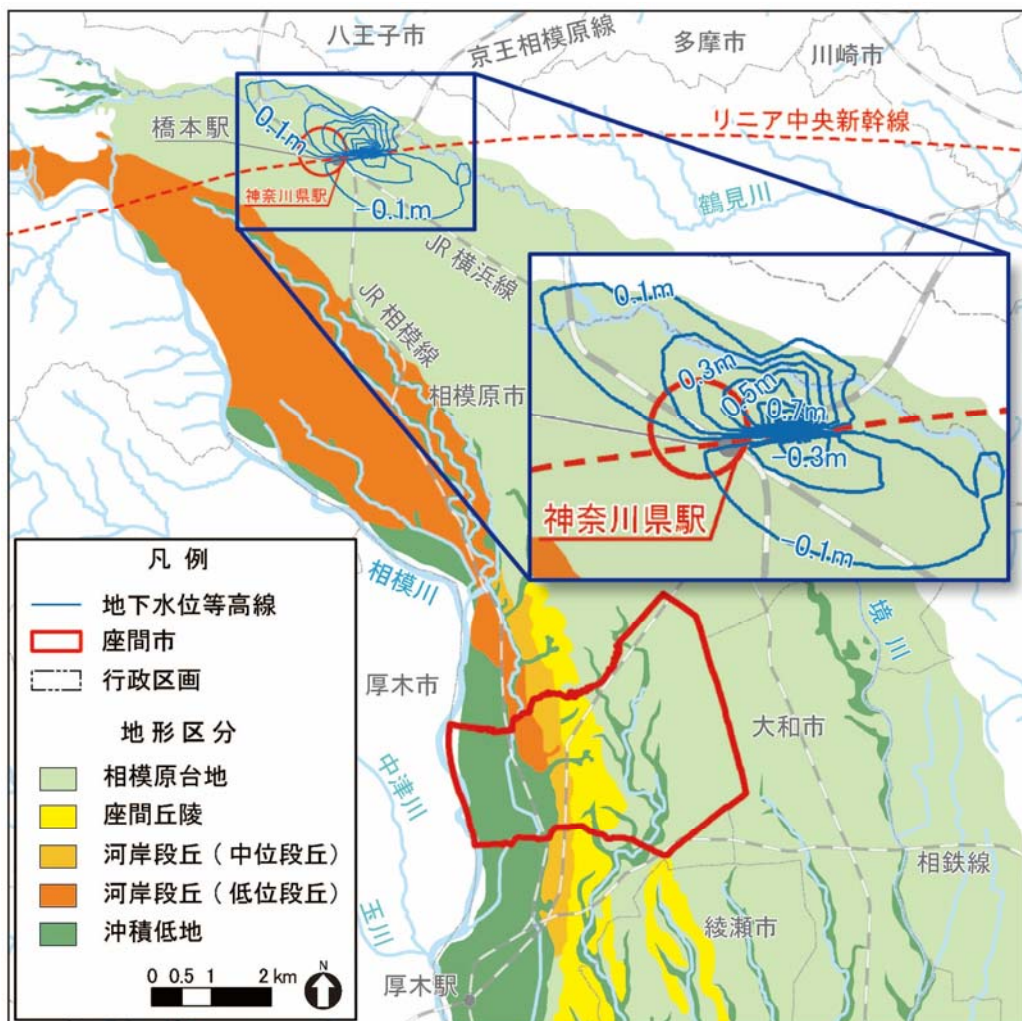 八王子市
京王相模原線
多摩市
川崎市
橋本駅
0.1m
リニア中央新幹線
神奈川県駅
-0.1m
鶴見川
JR 横浜線
JR 相模線
相模原市
0.1m
0.3m
0.5m
0.7m
-0.3m
神奈川県駅
-0.1m
凡 例
地下水位等高線
座間市
行政区画
地 形 区 分
相模原台地
座間丘陵
河岸段丘（中位段丘）
河岸段丘（低位段丘）
沖積低地
0 0.5 1 2 km
N
相模川
厚木市
中津川
玉川
厚木駅
境川
大和市
相鉄線
綾瀬市